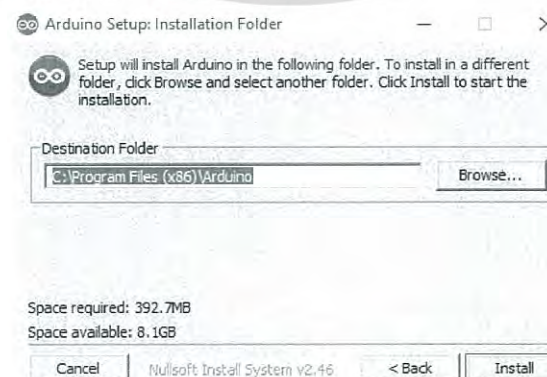 Arduino Setup: Installation Folder
Setup will install Arduino in the following folder. To install in a different
folder, click Browse and select another folder. Click Install to start the
installation.
Destination Folder
C:\Program Files (x86)\Arduino
Browse...
Space required: 392.7MB
Space available: 8.1GB
Cancel
Nullsoft Install System v2.46
< Back
Install